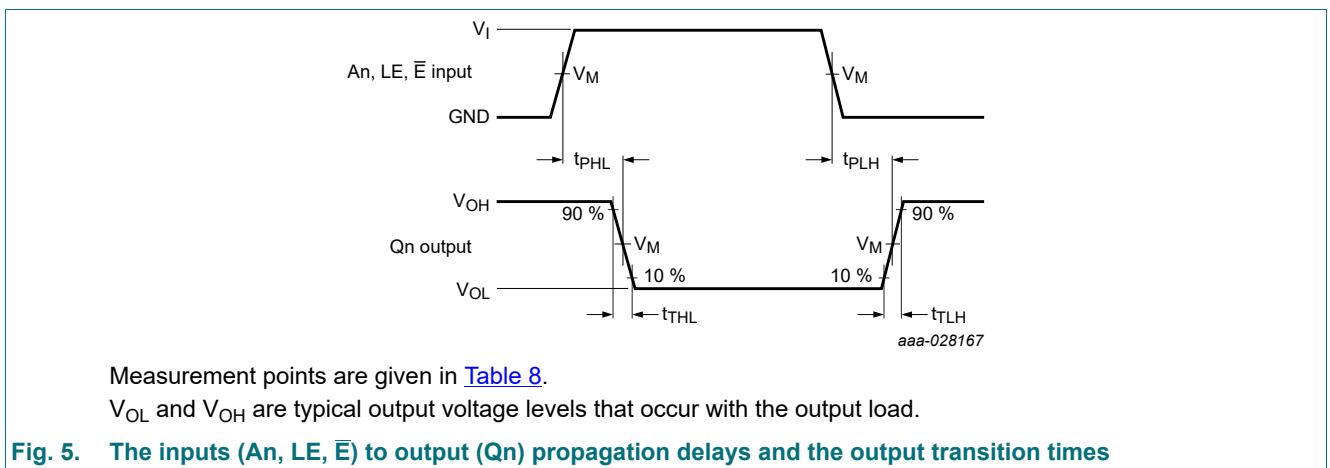 V_I
An, LE, E̅ input
V_M
V_M
GND
t_PHL
t_PLH
V_OH
90 %
90 %
Qn output
V_M
V_M
10 %
10 %
V_OL
t_THL
t_TLH
aaa-028167
Measurement points are given in Table 8.
V_OL and V_OH are typical output voltage levels that occur with the output load.
Fig. 5. The inputs (An, LE, E̅) to output (Qn) propagation delays and the output transition times